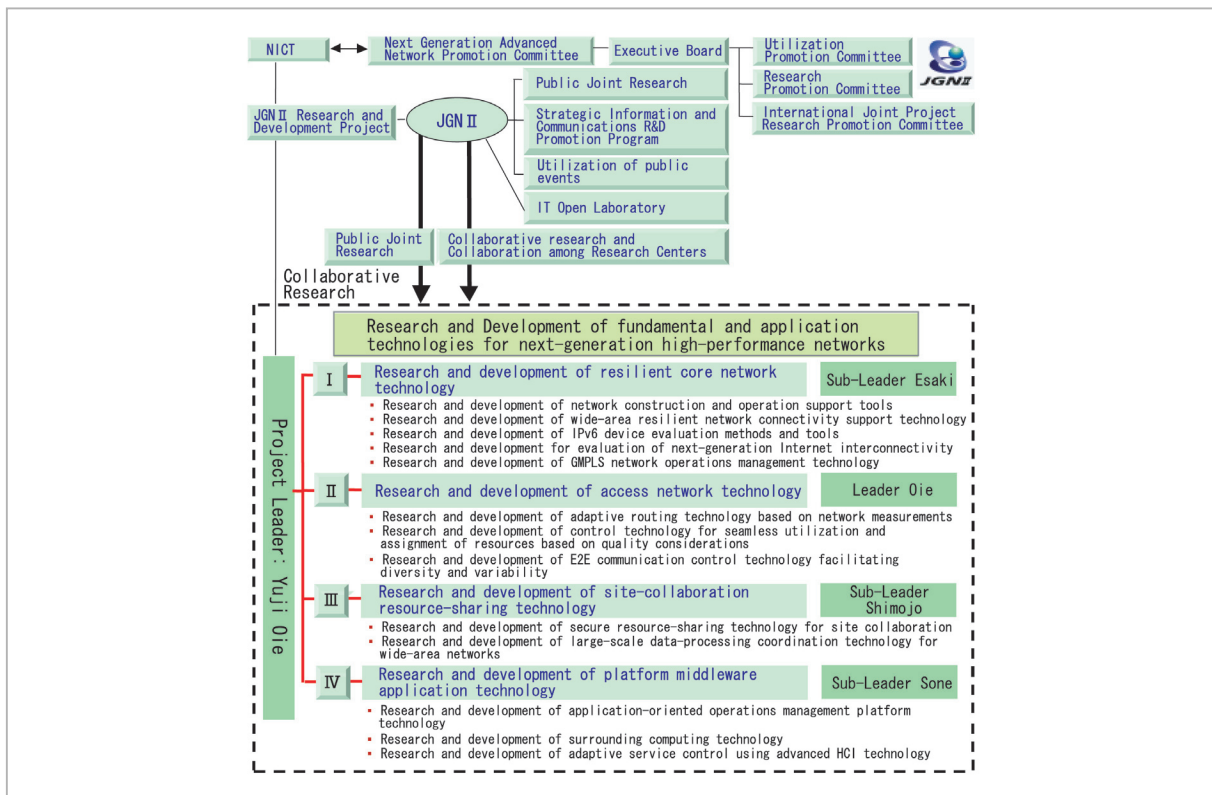 NICT
Next Generation Advanced
Network Promotion Committee
Executive Board
Utilization
Promotion Committee
Research
Promotion Committee
International Joint Project
Research Promotion Committee
JGNⅡ
JGNⅡ Research and
Development Project
JGNⅡ
Public Joint Research
Strategic Information and
Communications R&D
Promotion Program
Utilization of public
events
IT Open Laboratory
Public Joint
Research
Collaborative research and
Collaboration among Research Centers
Collaborative
Research
Research and Development of fundamental and application
technologies for next-generation high-performance networks
Project Leader: Yuji Oie
Ⅰ
Research and development of resilient core network
technology
Sub-Leader Esaki
▪ Research and development of network construction and operation support tools
▪ Research and development of wide-area resilient network connectivity support technology
▪ Research and development of IPv6 device evaluation methods and tools
▪ Research and development for evaluation of next-generation Internet interconnectivity
▪ Research and development of GMPLS network operations management technology
Ⅱ
Research and development of access network technology
Leader Oie
▪ Research and development of adaptive routing technology based on network measurements
▪ Research and development of control technology for seamless utilization and
assignment of resources based on quality considerations
▪ Research and development of E2E communication control technology facilitating
diversity and variability
Ⅲ
Research and development of site-collaboration
resource-sharing technology
Sub-Leader
Shimojo
▪ Research and development of secure resource-sharing technology for site collaboration
▪ Research and development of large-scale data-processing coordination technology for
wide-area networks
Ⅳ
Research and development of platform middleware
application technology
Sub-Leader Sone
▪ Research and development of application-oriented operations management platform
technology
▪ Research and development of surrounding computing technology
▪ Research and development of adaptive service control using advanced HCI technology